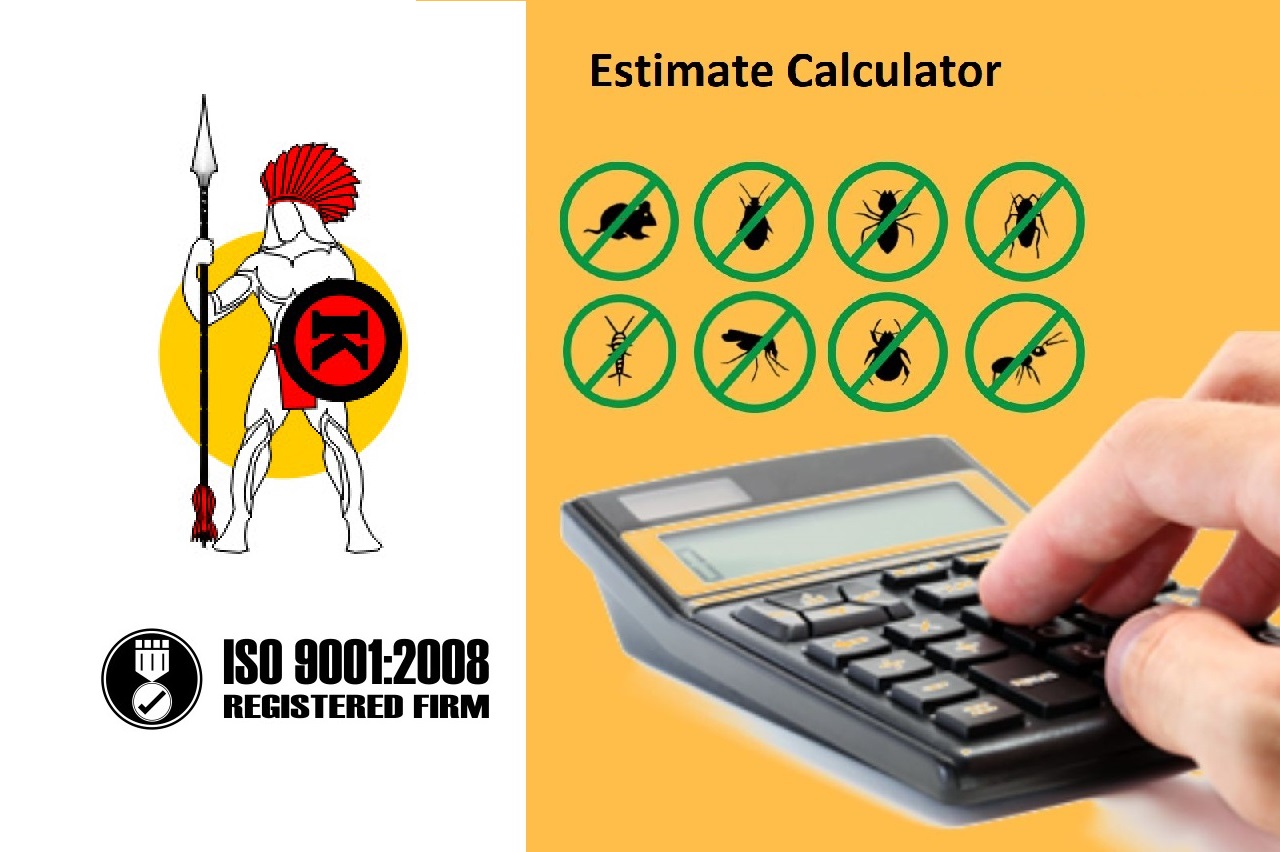 Estimate Calculator
K
ISO 9001:2008
REGISTERED FIRM